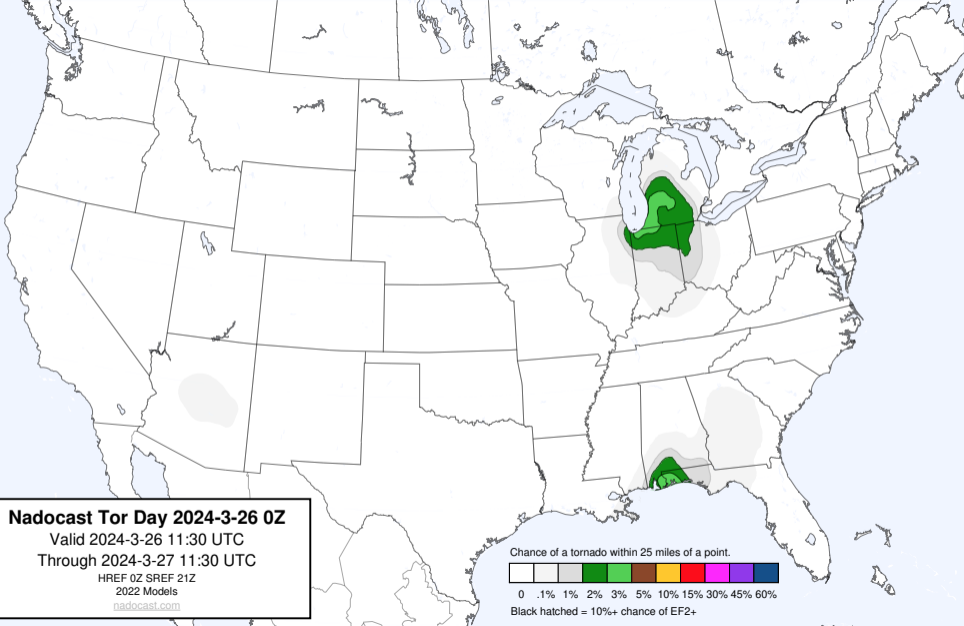 Nadocast Tor Day 2024-3-26 0Z
Valid 2024-3-26 11:30 UTC
Through 2024-3-27 11:30 UTC
HREF 0Z SREF 21Z
2022 Models
nadocast.com
Chance of a tornado within 25 miles of a point.
0 .1% 1% 2% 3% 5% 10% 15% 30% 45% 60%
Black hatched = 10%+ chance of EF2+